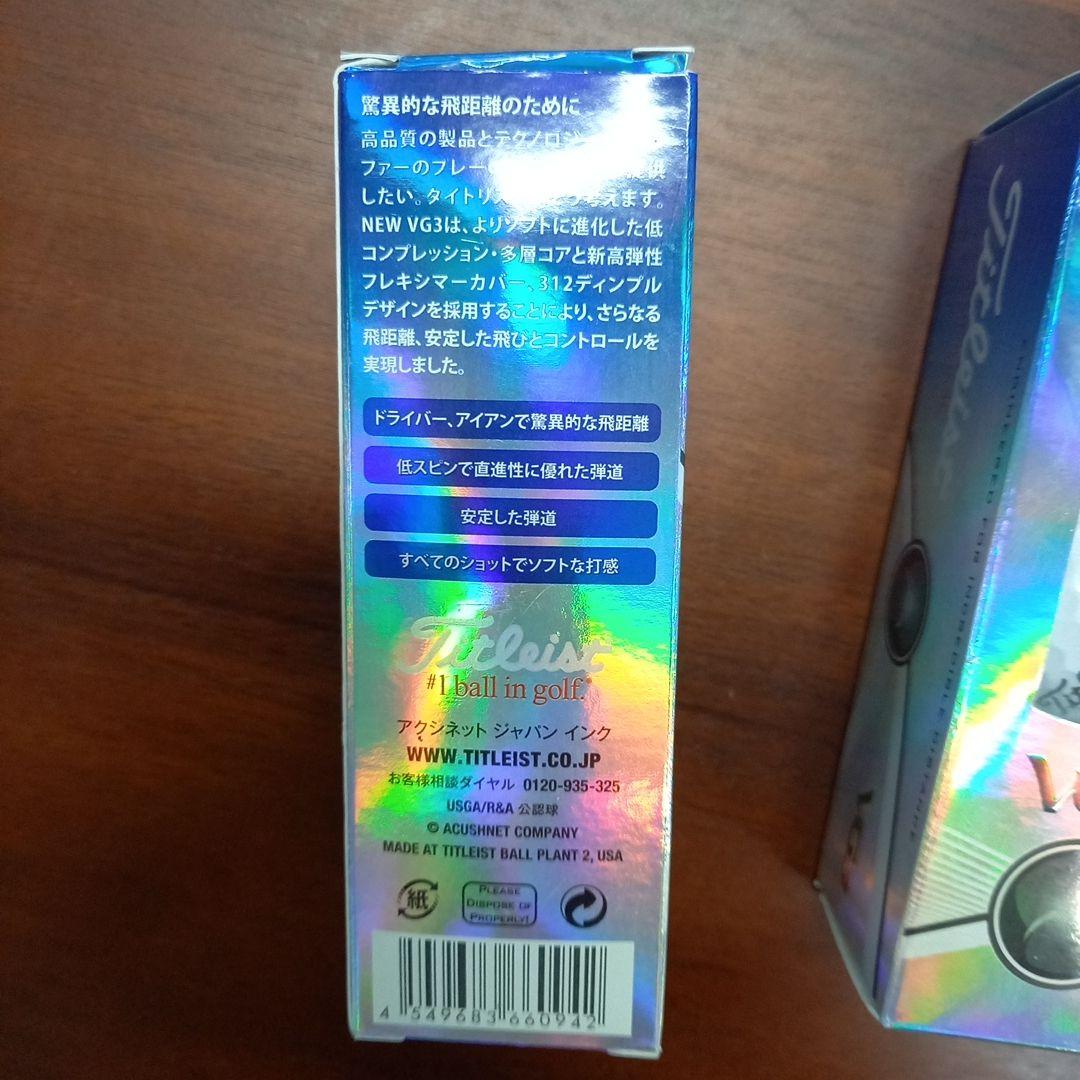 驚異的な飛距離のために
高品質の製品とテクノロジ
ファーのプレー
したい。タイトリ 考えます。
NEW VG3は、よりソフトに進化した低
コンプレッション・多層コアと新高弾性
フレキシマーカバー、312ディンプル
デザインを採用することにより、さらなる
飛距離、安定した飛びとコントロールを
実現しました。
ドライバー、アイアンで驚異的な飛距離
低スピンで直進性に優れた弾道
安定した弾道
すべてのショットでソフトな打感
Titleist
#1 ball in golf.®
アクシネット ジャパン インク
WWW.TITLEIST.CO.JP
お客様相談ダイヤル 0120-935-325
USGA/R&A 公認球
© ACUSHNET COMPANY
MADE AT TITLEIST BALL PLANT 2, USA
紙
PLEASE
DISPOSE OF
PROPERLY!
4 549683 660942
Titleist
ENGINEERED FOR INCREDIBLE DISTANCE
VG3